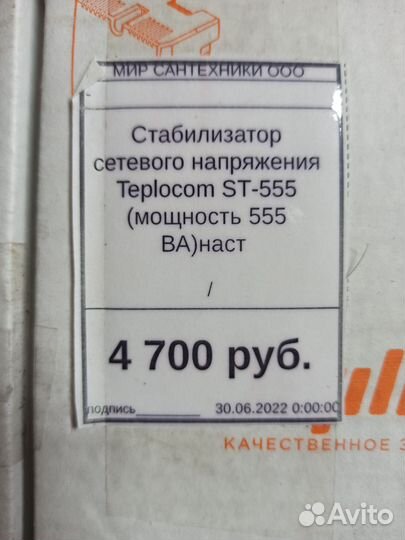 МИР САНТЕХНИКИ ООО
Стабилизатор
сетевого напряжения
Teplocom ST-555
(мощность 555
ВА)наст
/
4 700 руб.
подпись________ 30.06.2022 0:00:00
КАЧЕСТВЕННОЕ
Avito